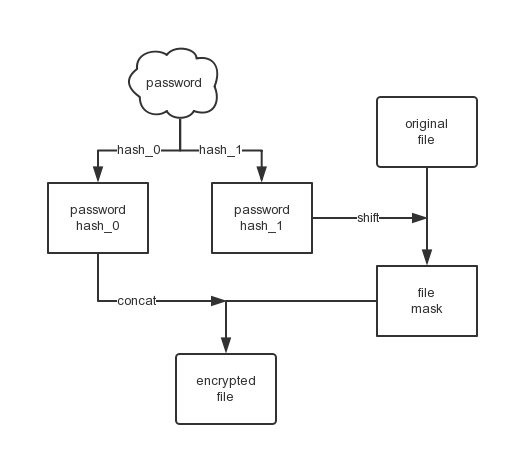 password
hash_0
hash_1
original
file
password
hash_0
password
hash_1
shift
file
mask
concat
encrypted
file